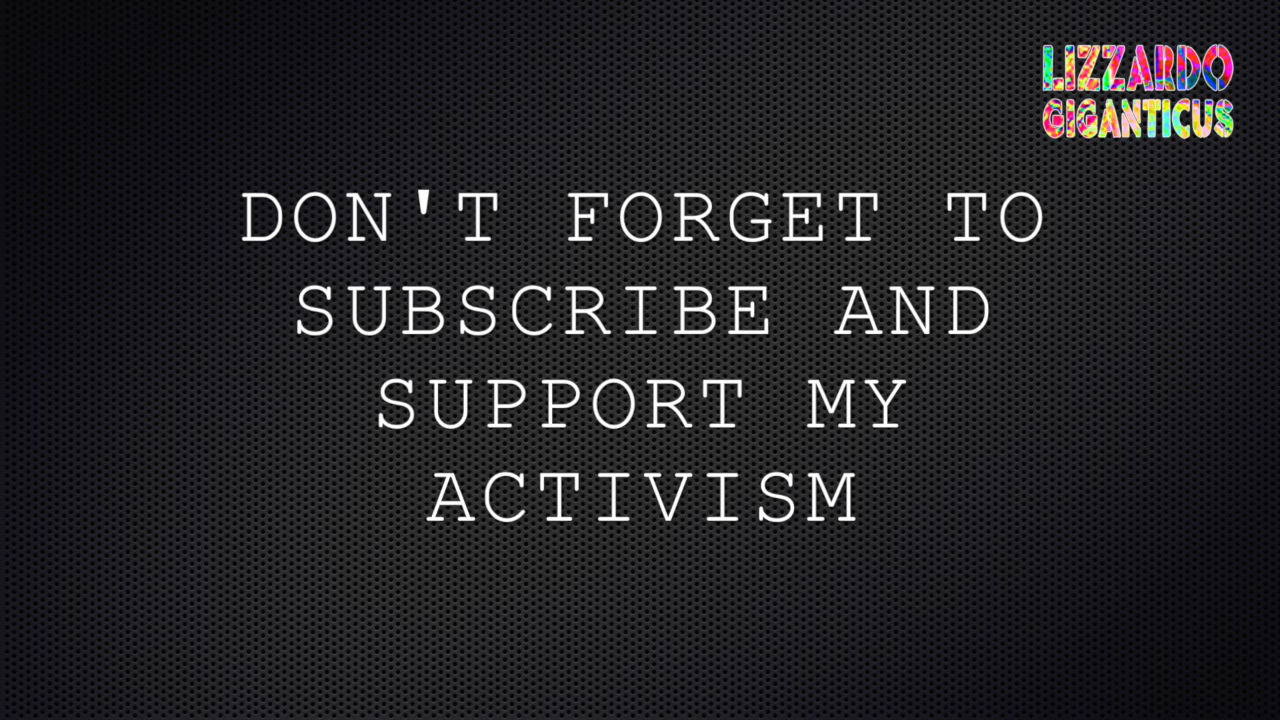 LIZZARDO
GIGANTICUS
DON'T FORGET TO
SUBSCRIBE AND
SUPPORT MY
ACTIVISM